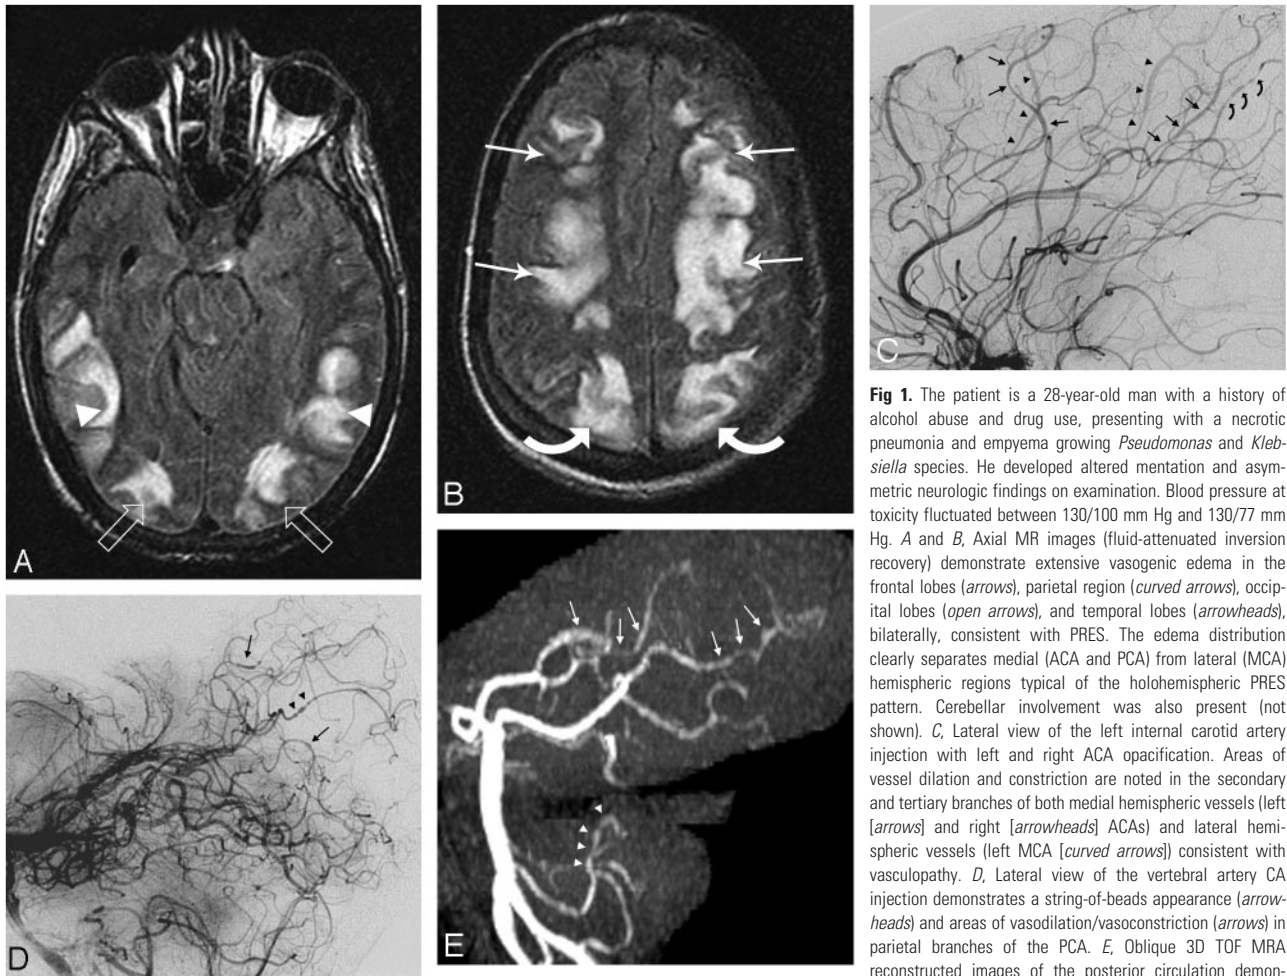 A
B
C
D
E
Fig 1. The patient is a 28-year-old man with a history of
alcohol abuse and drug use, presenting with a necrotic
pneumonia and empyema growing Pseudomonas and Kleb-
siella species. He developed altered mentation and asym-
metric neurologic findings on examination. Blood pressure at
toxicity fluctuated between 130/100 mm Hg and 130/77 mm
Hg. A and B, Axial MR images (fluid-attenuated inversion
recovery) demonstrate extensive vasogenic edema in the
frontal lobes (arrows), parietal region (curved arrows), occip-
ital lobes (open arrows), and temporal lobes (arrowheads),
bilaterally, consistent with PRES. The edema distribution
clearly separates medial (ACA and PCA) from lateral (MCA)
hemispheric regions typical of the holohemispheric PRES
pattern. Cerebellar involvement was also present (not
shown). C, Lateral view of the left internal carotid artery
injection with left and right ACA opacification. Areas of
vessel dilation and constriction are noted in the secondary
and tertiary branches of both medial hemispheric vessels (left
[arrows] and right [arrowheads] ACAs) and lateral hemi-
spheric vessels (left MCA [curved arrows]) consistent with
vasculopathy. D, Lateral view of the vertebral artery CA
injection demonstrates a string-of-beads appearance (arrow-
heads) and areas of vasodilation/vasoconstriction (arrows) in
parietal branches of the PCA. E, Oblique 3D TOF MRA
reconstructed images of the posterior circulation demon-